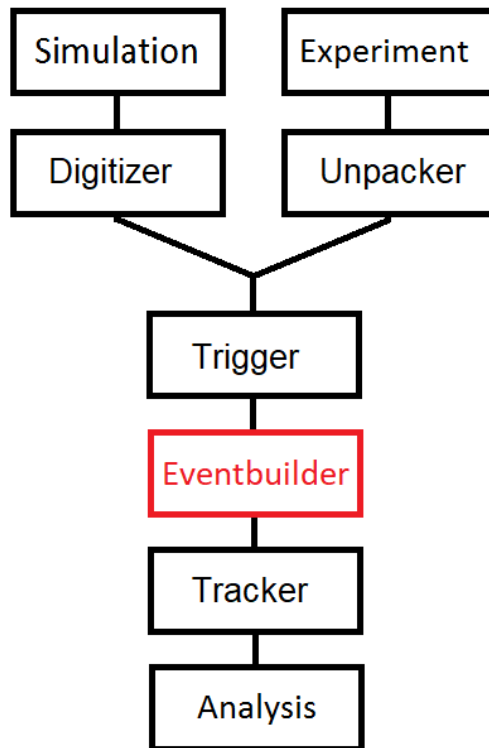 Simulation
Experiment
Digitizer
Unpacker
Trigger
Eventbuilder
Tracker
Analysis